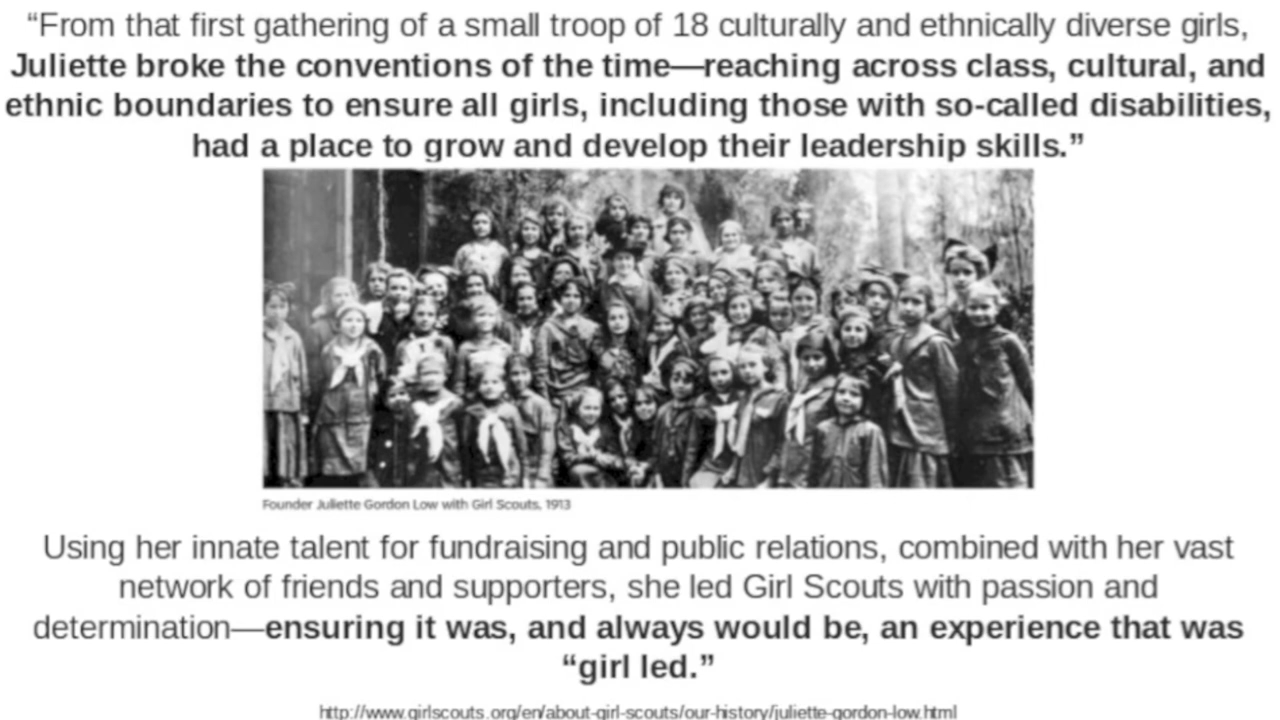 “From that first gathering of a small troop of 18 culturally and ethnically diverse girls,
Juliette broke the conventions of the time—reaching across class, cultural, and
ethnic boundaries to ensure all girls, including those with so-called disabilities,
had a place to grow and develop their leadership skills.”
Founder Juliette Gordon Low with Girl Scouts, 1913
Using her innate talent for fundraising and public relations, combined with her vast
network of friends and supporters, she led Girl Scouts with passion and
determination—ensuring it was, and always would be, an experience that was
“girl led.”
http://www.girlscouts.org/en/about-girl-scouts/our-history/juliette-gordon-low.html